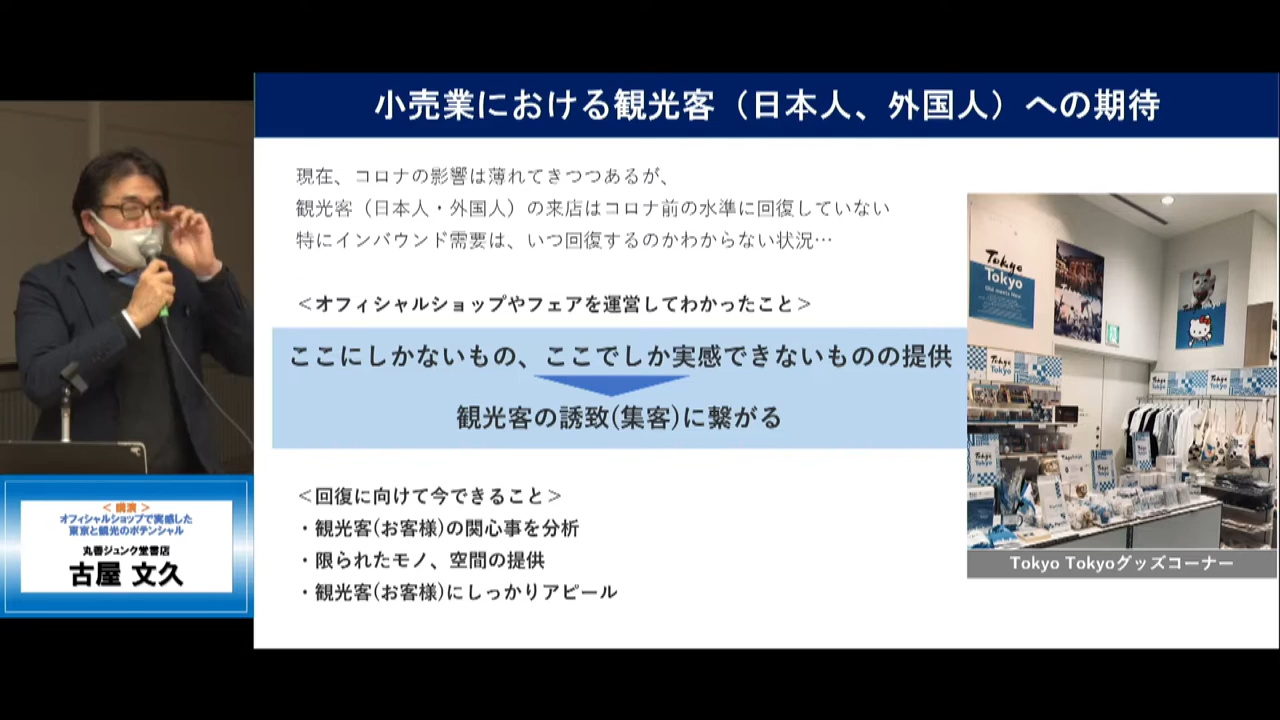 小売業における観光客（日本人、外国人）への期待
現在、コロナの影響は薄れてきつつあるが、
観光客（日本人・外国人）の来店はコロナ前の水準に回復していない
特にインバウンド需要は、いつ回復するのかわからない状況…
＜オフィシャルショップやフェアを運営してわかったこと＞
ここにしかないもの、ここでしか実感できないものの提供
観光客の誘致(集客)に繋がる
＜回復に向けて今できること＞
・観光客(お客様)の関心事を分析
・限られたモノ、空間の提供
・観光客(お客様)にしっかりアピール
Tokyo
Tokyo
Old meets New
Tokyo
Tokyo
Tokyo
Tokyo
Tokyo
Tokyo
Tokyo
Tokyo
Tokyo Tokyoグッズコーナー
＜ 講演 ＞
オフィシャルショップで実感した
東京と観光のポテンシャル
丸善ジュンク堂書店
古屋 文久